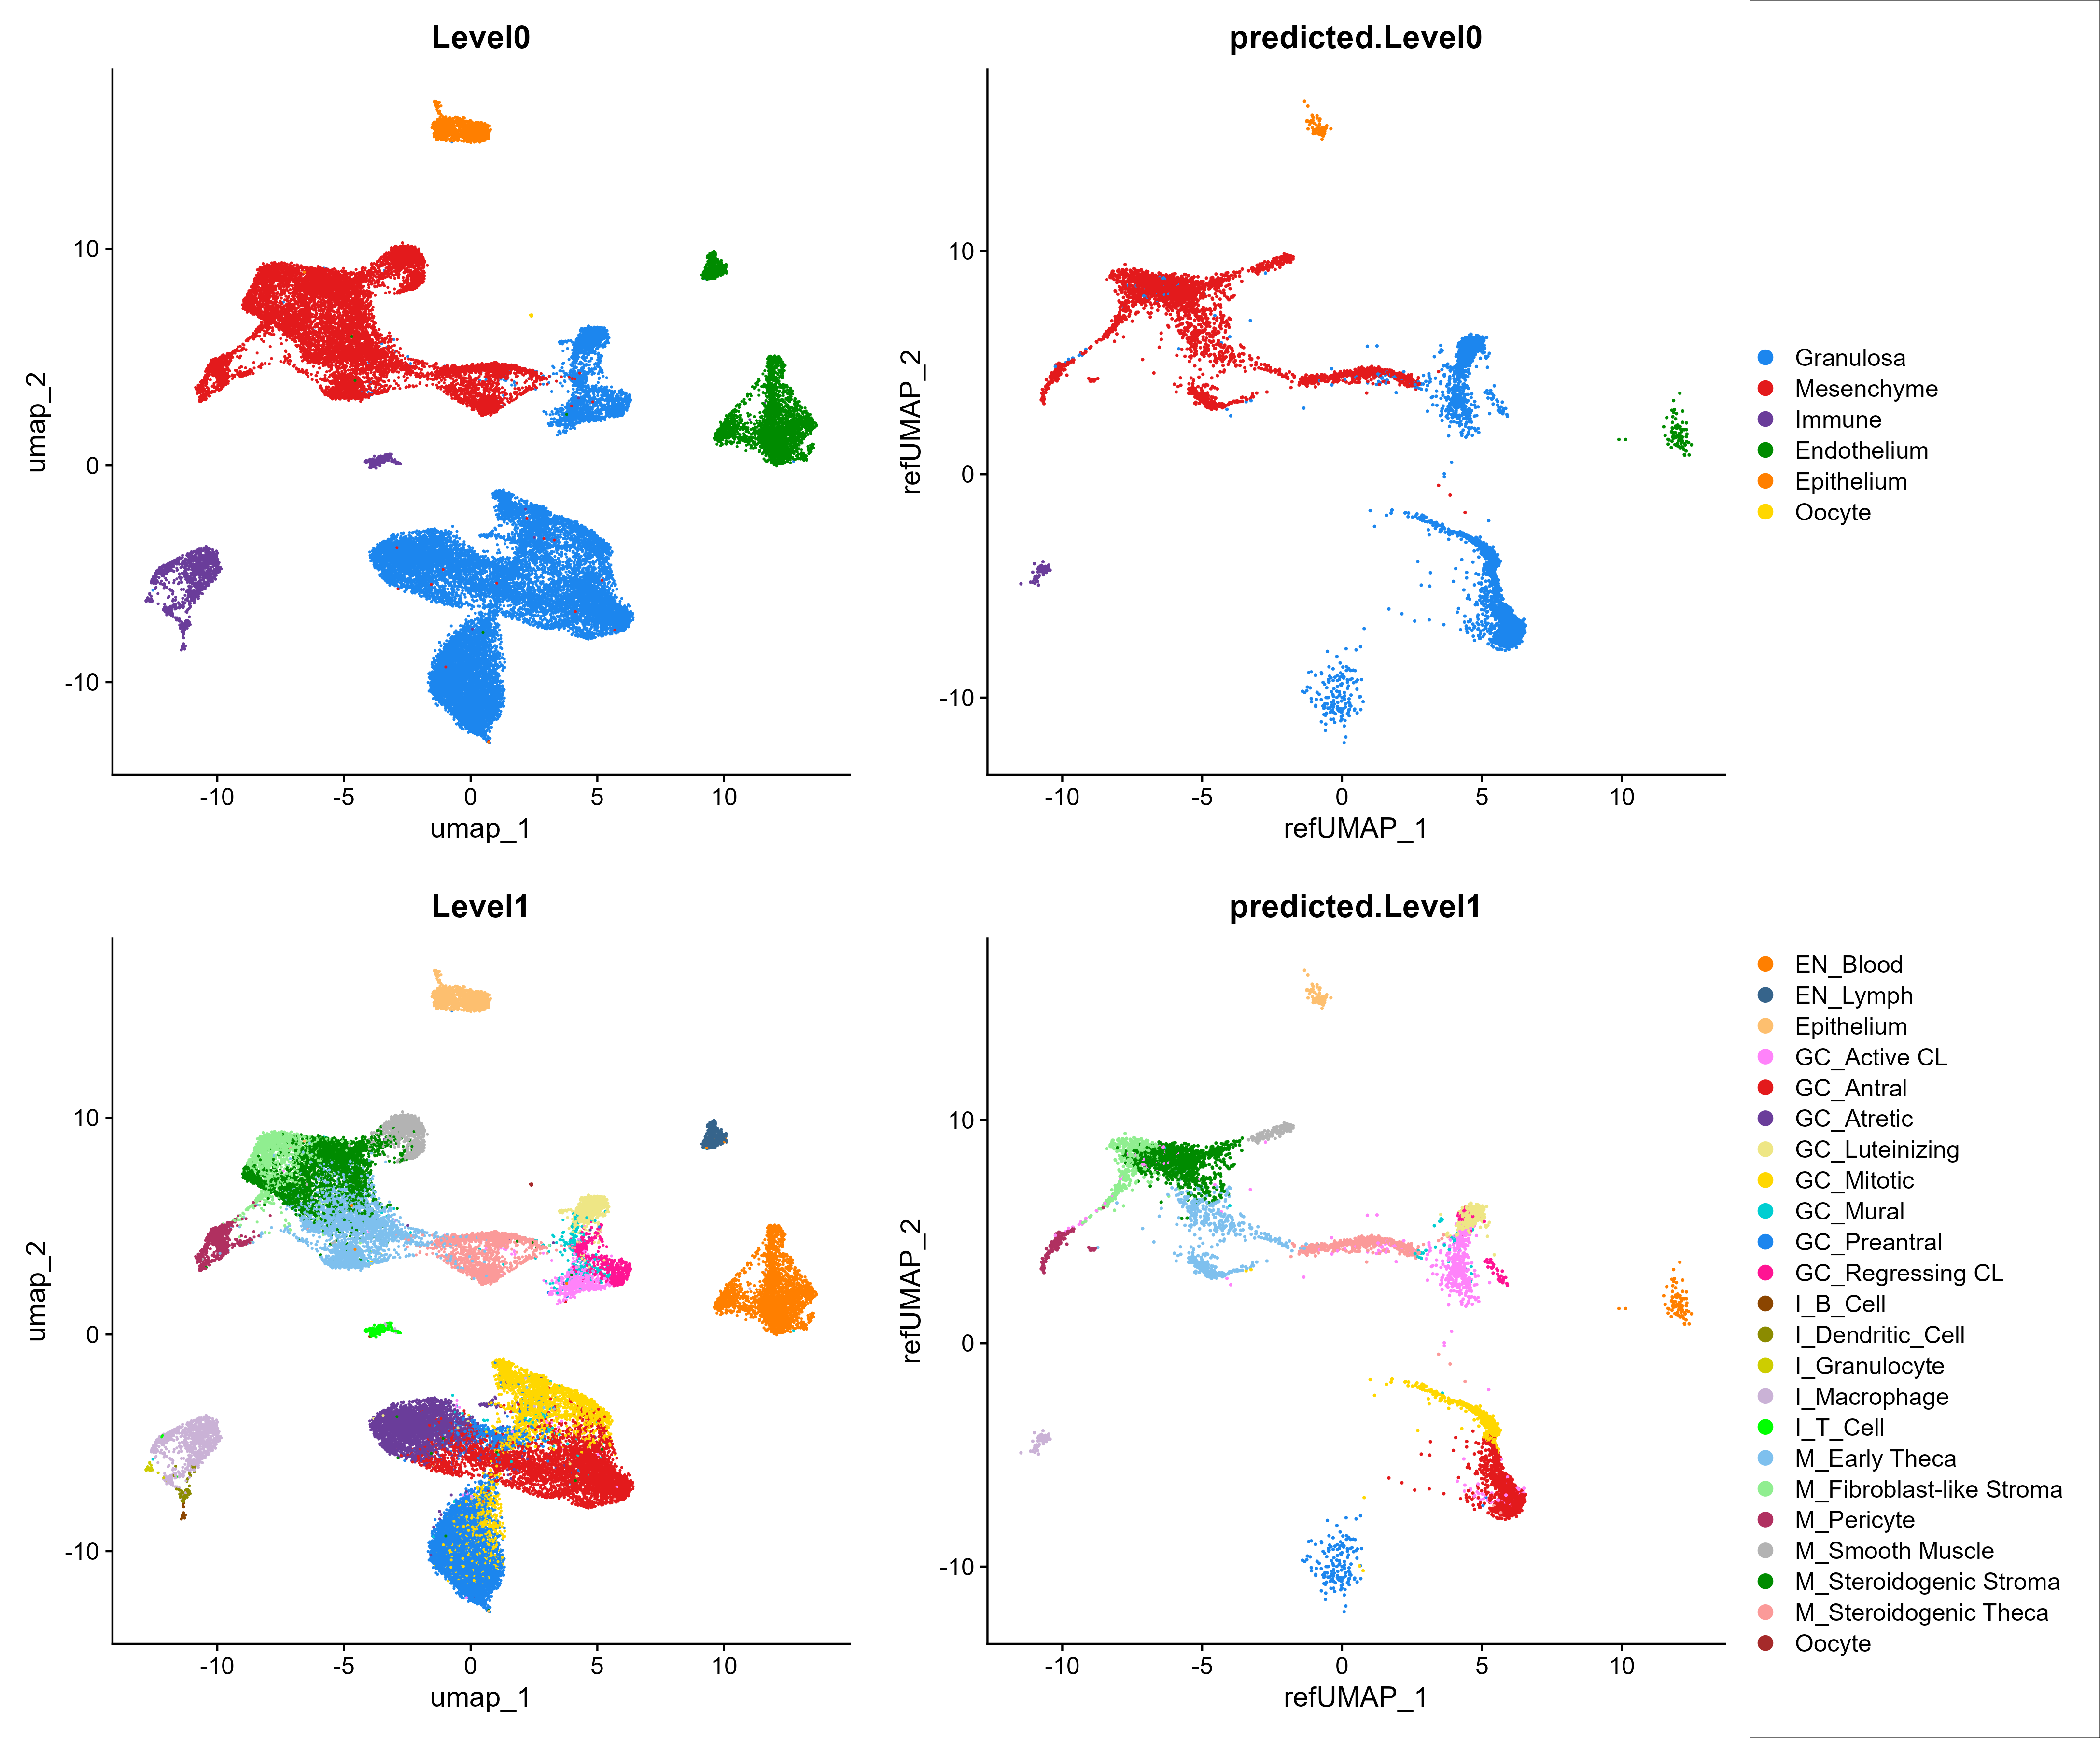 Level0
10
0
-10
umap_2
-10 -5 0 5 10
umap_1
predicted.Level0
10
0
-10
refUMAP_2
-10 -5 0 5 10
refUMAP_1
Granulosa
Mesenchyme
Immune
Endothelium
Epithelium
Oocyte
Level1
10
0
-10
umap_2
-10 -5 0 5 10
umap_1
predicted.Level1
10
0
-10
refUMAP_2
-10 -5 0 5 10
refUMAP_1
EN_Blood
EN_Lymph
Epithelium
GC_Active CL
GC_Antral
GC_Atretic
GC_Luteinizing
GC_Mitotic
GC_Mural
GC_Preantral
GC_Regressing CL
I_B_Cell
I_Dendritic_Cell
I_Granulocyte
I_Macrophage
I_T_Cell
M_Early Theca
M_Fibroblast-like Stroma
M_Pericyte
M_Smooth Muscle
M_Steroidogenic Stroma
M_Steroidogenic Theca
Oocyte